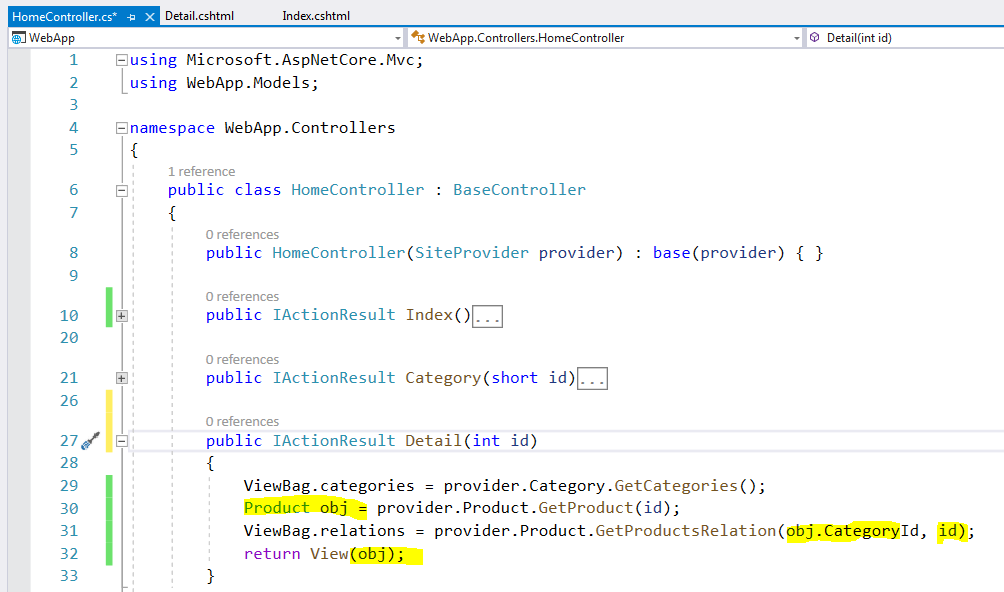 HomeController.cs* Detail.cshtml Index.cshtml
WebApp WebApp.Controllers.HomeController Detail(int id)
1 using Microsoft.AspNetCore.Mvc;
2 using WebApp.Models;
3
4 namespace WebApp.Controllers
5 {
1 reference
6 public class HomeController : BaseController
7 {
0 references
8 public HomeController(SiteProvider provider) : base(provider) { }
9
0 references
10 public IActionResult Index()...
20
0 references
21 public IActionResult Category(short id)...
26
0 references
27 public IActionResult Detail(int id)
28 {
29 ViewBag.categories = provider.Category.GetCategories();
30 Product obj = provider.Product.GetProduct(id);
31 ViewBag.relations = provider.Product.GetProductsRelation(obj.CategoryId, id);
32 return View(obj);
33 }